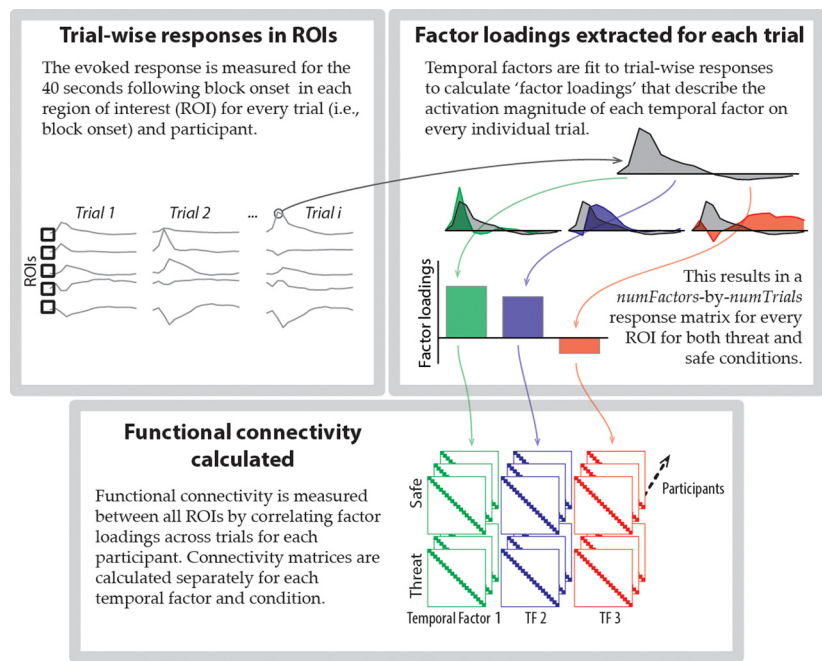 Trial-wise responses in ROIs
The evoked response is measured for the
40 seconds following block onset in each
region of interest (ROI) for every trial (i.e.,
block onset) and participant.
Trial 1
Trial 2
...
Trial i
ROIs
Factor loadings extracted for each trial
Temporal factors are fit to trial-wise responses
to calculate ‘factor loadings’ that describe the
activation magnitude of each temporal factor on
every individual trial.
Factor loadings
This results in a
numFactors-by-numTrials
response matrix for every
ROI for both threat and
safe conditions.
Functional connectivity
calculated
Functional connectivity is measured
between all ROIs by correlating factor
loadings across trials for each
participant. Connectivity matrices are
calculated separately for each
temporal factor and condition.
Safe
Threat
Participants
Temporal Factor 1
TF 2
TF 3